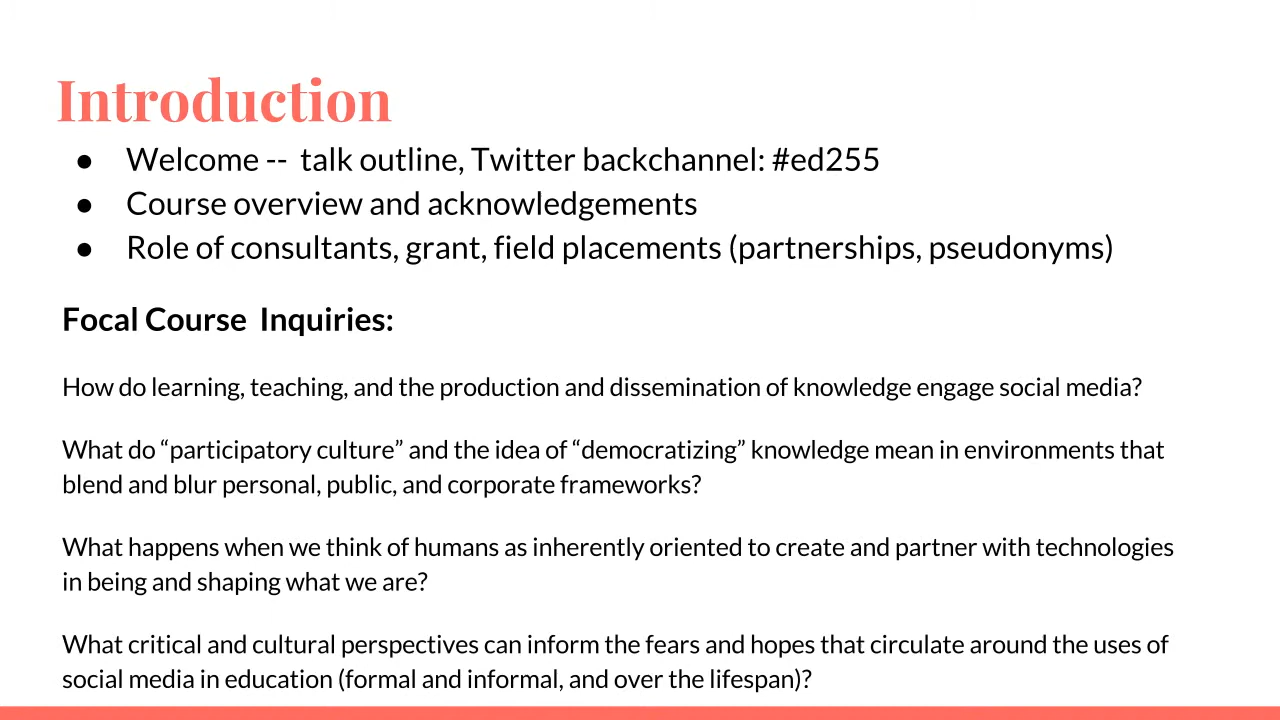 Introduction
● Welcome --  talk outline, Twitter backchannel: #ed255
● Course overview and acknowledgements
● Role of consultants, grant, field placements (partnerships, pseudonyms)
Focal Course  Inquiries:
How do learning, teaching, and the production and dissemination of knowledge engage social media?
What do “participatory culture” and the idea of “democratizing” knowledge mean in environments that
blend and blur personal, public, and corporate frameworks?
What happens when we think of humans as inherently oriented to create and partner with technologies
in being and shaping what we are?
What critical and cultural perspectives can inform the fears and hopes that circulate around the uses of
social media in education (formal and informal, and over the lifespan)?